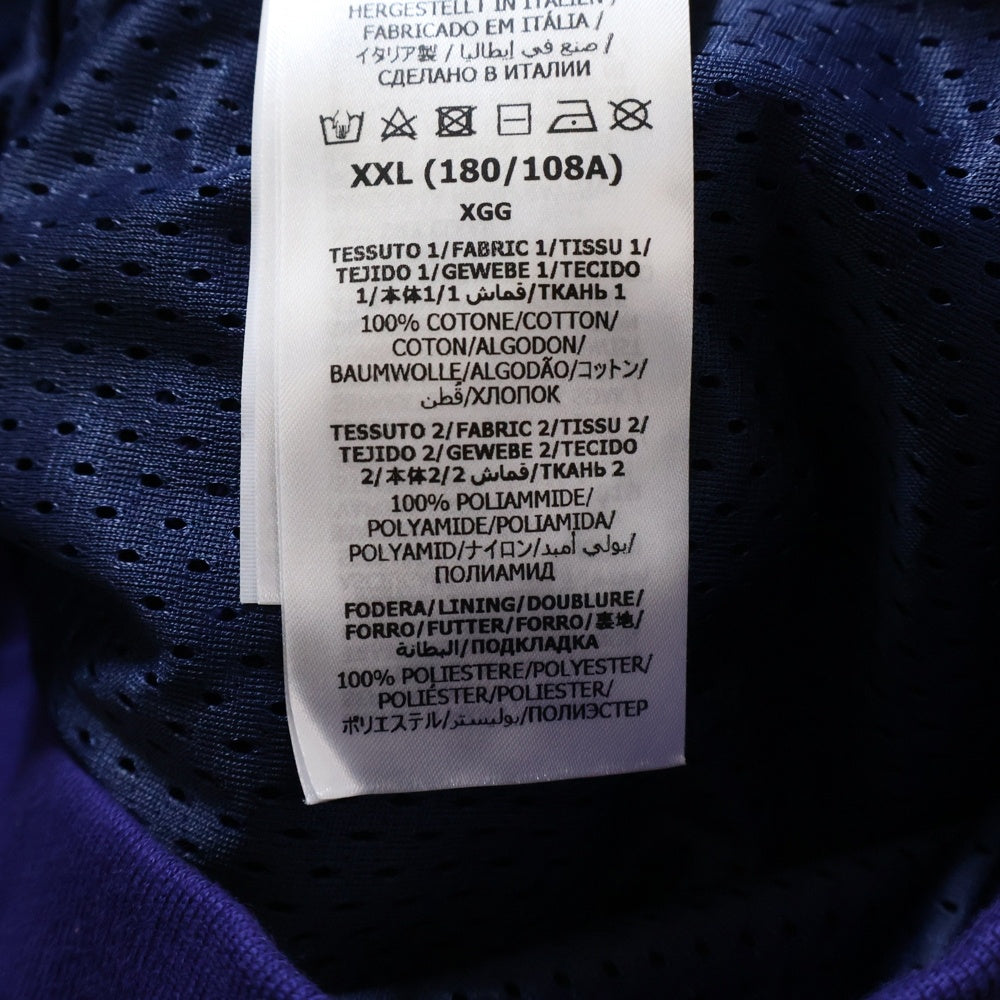 HERGESTELLT IN ITALIEN/
FABRICADO EM ITÁLIA/
イタリア製 / صنع في إيطاليا /
СДЕЛАНО В ИТАЛИИ
XXL (180/108A)
XGG
TESSUTO 1/FABRIC 1/TISSU 1/
TEJIDO 1/GEWEBE 1/TECIDO
1/本体1/1 قماش/ТКАНЬ 1
100% COTONE/COTTON/
COTON/ALGODON/
BAUMWOLLE/ALGODÃO/コットン/
قُطن/ХЛОПОК
TESSUTO 2/FABRIC 2/TISSU 2/
TEJIDO 2/GEWEBE 2/TECIDO
2/本体2/2 قماش/ТКАНЬ 2
100% POLIAMMIDE/
POLYAMIDE/POLIAMIDA/
POLYAMID/ナイロン/بولي أميد/
ПОЛИАМИД
FODERA/LINING/DOUBLURE/
FORRO/FUTTER/FORRO/裏地/
البطانة/ПОДКЛАДКА
100% POLIESTERE/POLYESTER/
POLIÉSTER/POLIESTER/
ポリエステル/بوليستر/ПОЛИЭСТЕР